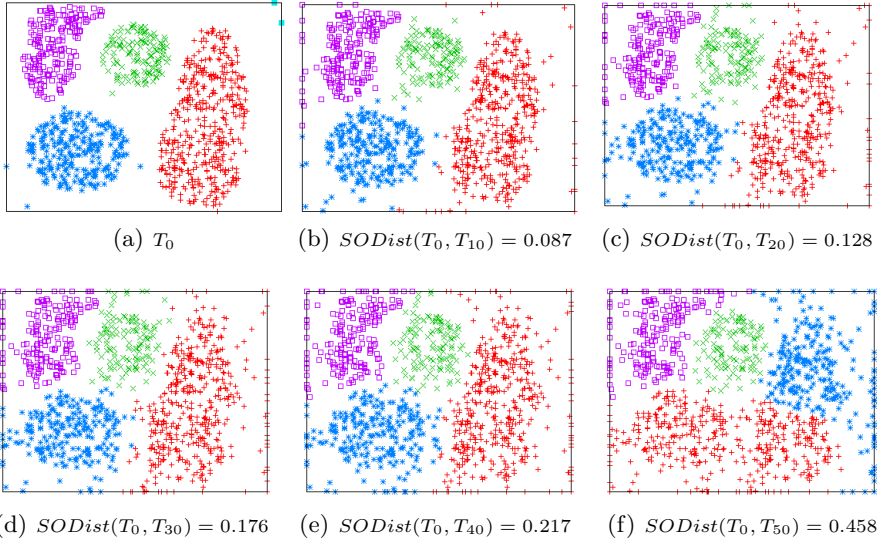 (a) T0
(b) SODist(T0, T10) = 0.087
(c) SODist(T0, T20) = 0.128
(d) SODist(T0, T30) = 0.176
(e) SODist(T0, T40) = 0.217
(f) SODist(T0, T50) = 0.458